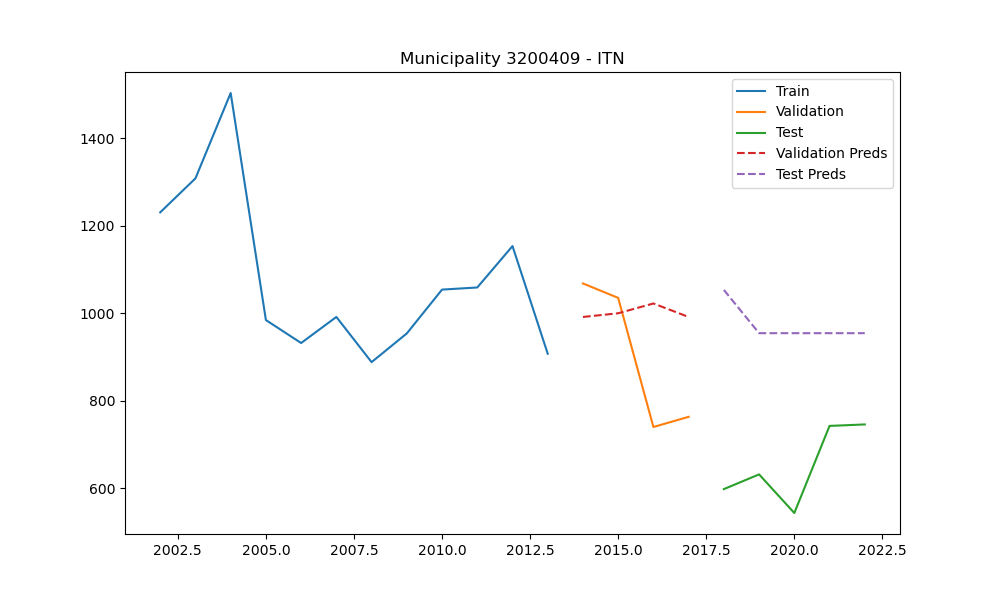 Municipality 3200409 - ITN
Train
Validation
Test
Validation Preds
Test Preds
1400
1200
1000
800
600
2002.5 2005.0 2007.5 2010.0 2012.5 2015.0 2017.5 2020.0 2022.5